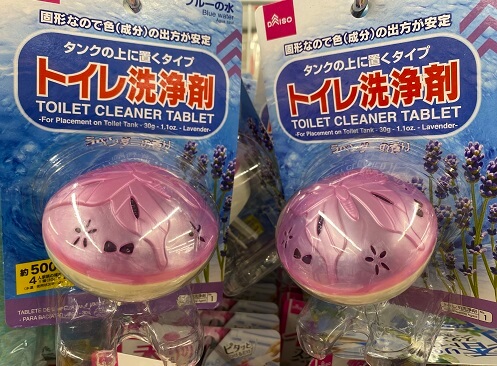 固形なので色(成分)の出方が安定
ブルーの水
Blue water
タンクの上に置くタイプ
トイレ洗浄剤
TOILET CLEANER TABLET
-For Placement on Toilet Tank - 30g - 1.1oz. - Lavender-
ラベンダーの香り
約500
DAISO
固形なので色(成分)の出方が安定
タンクの上に置くタイプ
トイレ洗浄剤
TOILET CLEANER TABLET
-For Placement on Toilet Tank - 30g - 1.1oz. - Lavender-
ラベンダーの香り